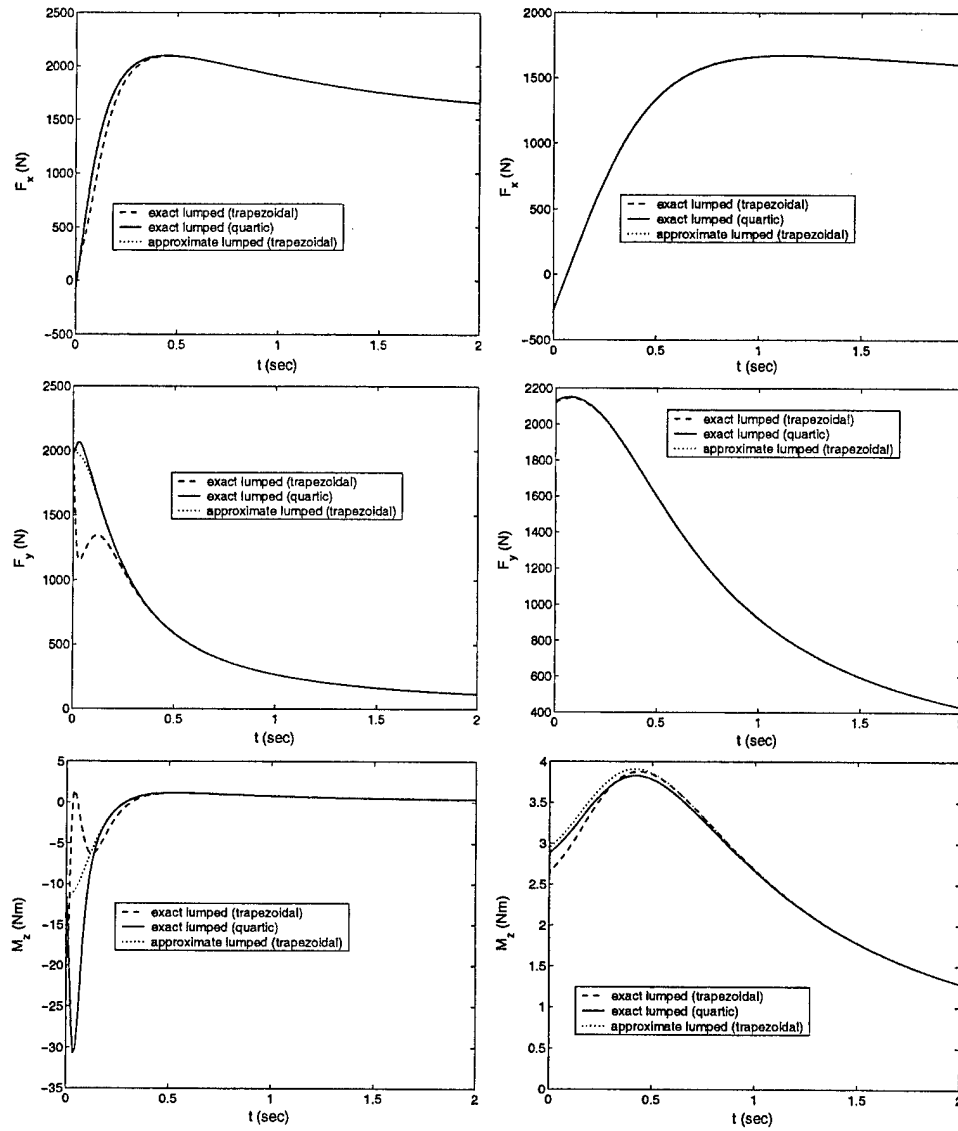 2500
2000
1500
1000
500
0
-500
F_x (N)
exact lumped (trapezoidal)
exact lumped (quartic)
approximate lumped (trapezoidal)
0
0.5
1
1.5
2
t (sec)
2000
1500
1000
500
0
-500
F_x (N)
exact lumped (trapezoidal)
exact lumped (quartic)
approximate lumped (trapezoidal)
0
0.5
1
1.5
2
t (sec)
2500
2000
1500
1000
500
0
F_y (N)
exact lumped (trapezoidal)
exact lumped (quartic)
approximate lumped (trapezoidal)
0
0.5
1
1.5
2
t (sec)
2200
2000
1800
1600
1400
1200
1000
800
600
400
F_y (N)
exact lumped (trapezoidal)
exact lumped (quartic)
approximate lumped (trapezoidal)
0
0.5
1
1.5
2
t (sec)
5
0
-5
-10
-15
-20
-25
-30
-35
M_z (Nm)
exact lumped (trapezoidal)
exact lumped (quartic)
approximate lumped (trapezoidal)
0
0.5
1
1.5
2
t (sec)
5
4.5
4
3.5
3
2.5
2
1.5
1
0.5
0
M_z (Nm)
exact lumped (trapezoidal)
exact lumped (quartic)
approximate lumped (trapezoidal)
0
0.5
1
1.5
2
t (sec)